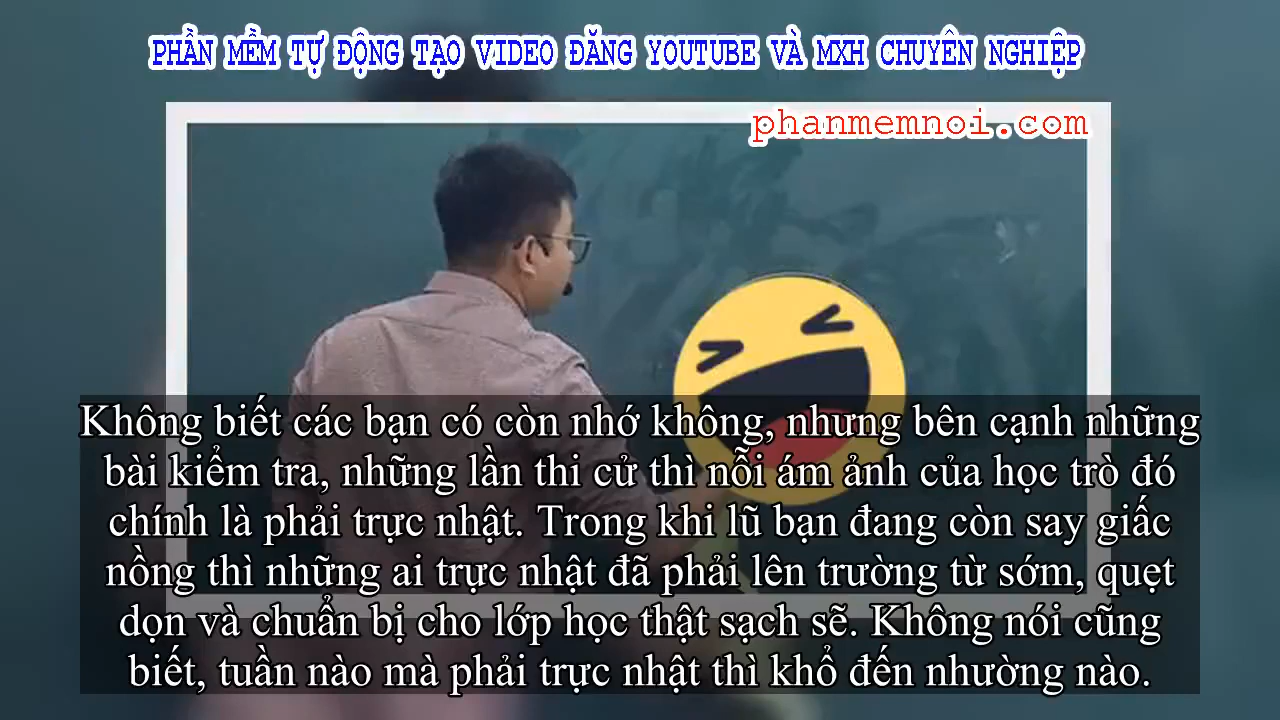 PHẦN MỀM TỰ ĐỘNG TẠO VIDEO ĐĂNG YOUTUBE VÀ MXH CHUYÊN NGHIỆP
phanmemnoi.com
Không biết các bạn có còn nhớ không, nhưng bên cạnh những
bài kiểm tra, những lần thi cử thì nỗi ám ảnh của học trò đó
chính là phải trực nhật. Trong khi lũ bạn đang còn say giấc
nồng thì những ai trực nhật đã phải lên trường từ sớm, quẹt
dọn và chuẩn bị cho lớp học thật sạch sẽ. Không nói cũng
biết, tuần nào mà phải trực nhật thì khổ đến nhường nào.